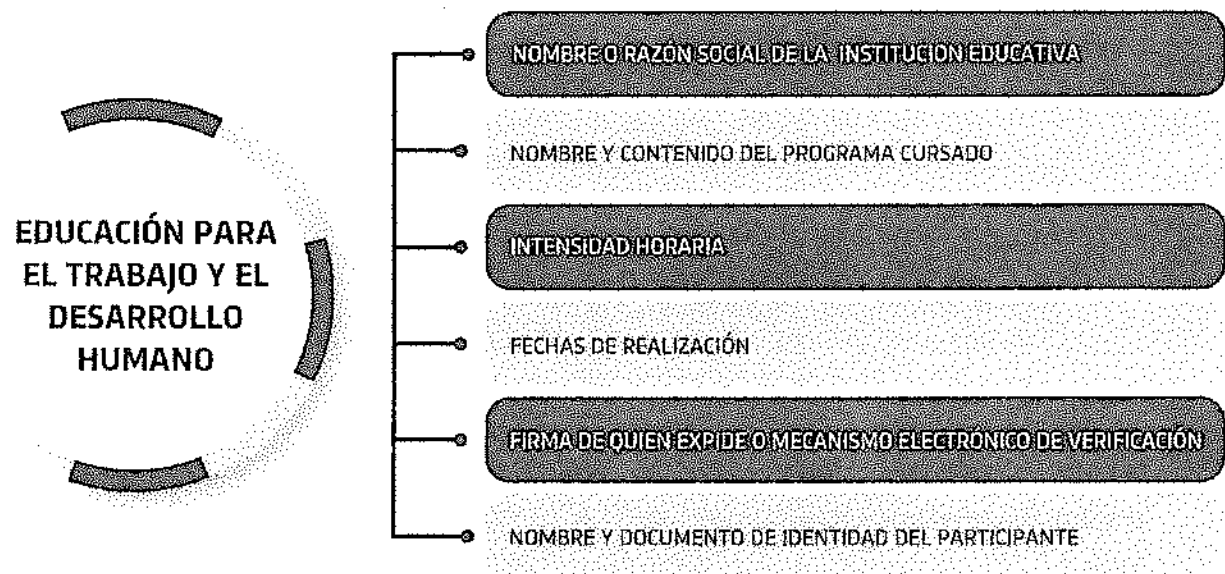 EDUCACIÓN PARA
EL TRABAJO Y EL
DESARROLLO
HUMANO
NOMBRE O RAZÓN SOCIAL DE LA INSTITUCIÓN EDUCATIVA
NOMBRE Y CONTENIDO DEL PROGRAMA CURSADO
INTENSIDAD HORARIA
FECHAS DE REALIZACIÓN
FIRMA DE QUIEN EXPIDE O MECANISMO ELECTRÓNICO DE VERIFICACIÓN
NOMBRE Y DOCUMENTO DE IDENTIDAD DEL PARTICIPANTE